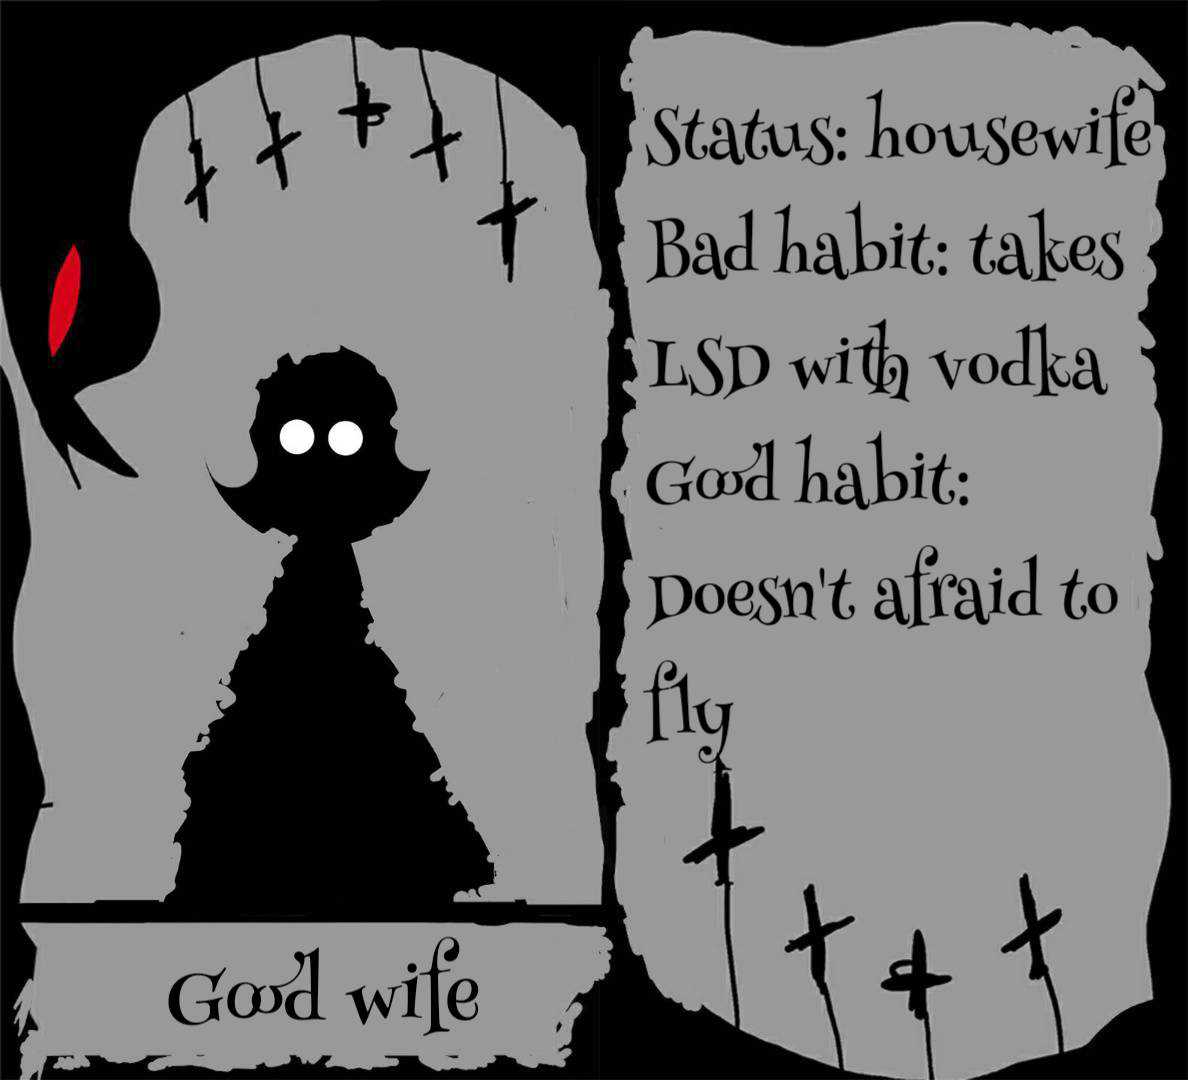 Good wife
Status: housewife
Bad habit: takes
LSD with vodka
Good habit:
Doesn't afraid to
fly